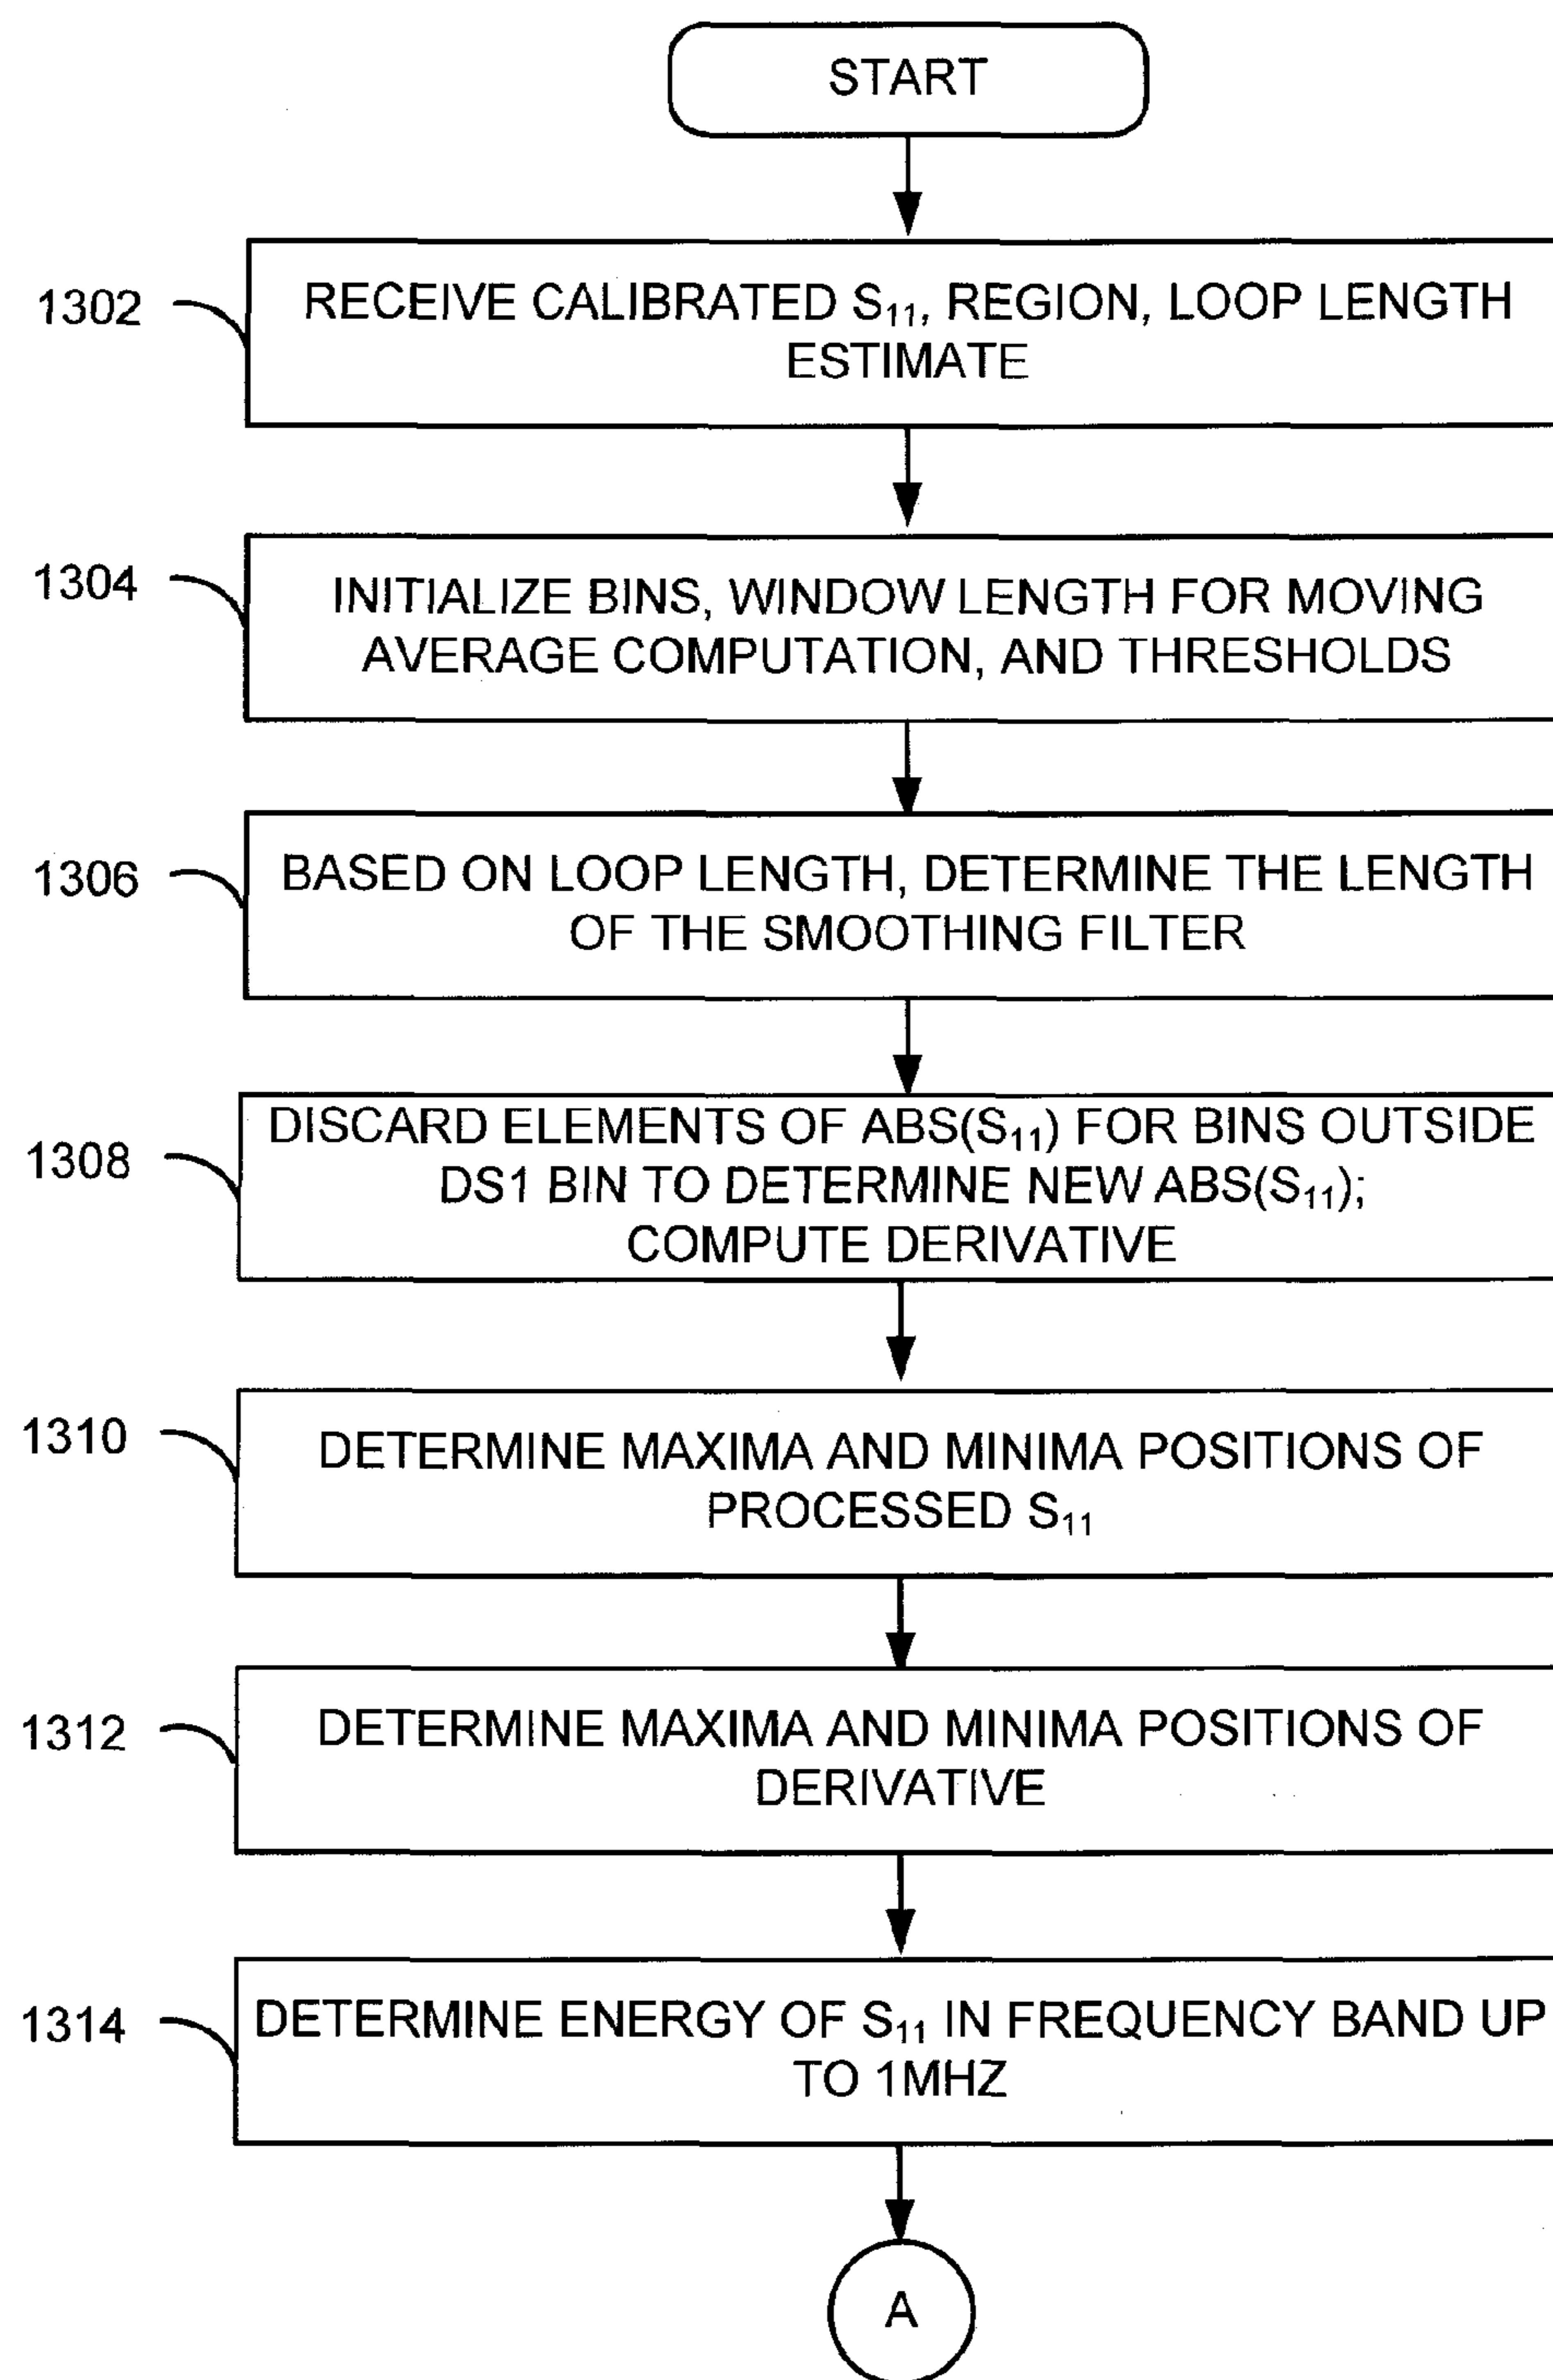 START
1302
RECEIVE CALIBRATED S₁₁, REGION, LOOP LENGTH
ESTIMATE
1304
INITIALIZE BINS, WINDOW LENGTH FOR MOVING
AVERAGE COMPUTATION, AND THRESHOLDS
1306
BASED ON LOOP LENGTH, DETERMINE THE LENGTH
OF THE SMOOTHING FILTER
1308
DISCARD ELEMENTS OF ABS(S₁₁) FOR BINS OUTSIDE
DS1 BIN TO DETERMINE NEW ABS(S₁₁);
COMPUTE DERIVATIVE
1310
DETERMINE MAXIMA AND MINIMA POSITIONS OF
PROCESSED S₁₁
1312
DETERMINE MAXIMA AND MINIMA POSITIONS OF
DERIVATIVE
1314
DETERMINE ENERGY OF S₁₁ IN FREQUENCY BAND UP
TO 1MHZ
A